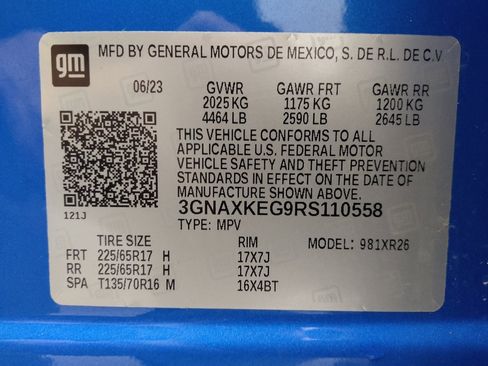 gm
MFD BY GENERAL MOTORS DE MEXICO, S. DE R.L. DE C.V
06/23 GVWR GAWR FRT GAWR RR
2025 KG 1175 KG 1200 KG
4464 LB 2590 LB 2645 LB
THIS VEHICLE CONFORMS TO ALL
APPLICABLE U.S. FEDERAL MOTOR
VEHICLE SAFETY AND THEFT PREVENTION
STANDARDS IN EFFECT ON THE DATE OF
MANUFACTURE SHOWN ABOVE.
121J
3GNAXKEG9RS110558
TYPE: MPV
TIRE SIZE RIM MODEL: 981XR26
FRT 225/65R17 H 17X7J
RR 225/65R17 H 17X7J
SPA T135/70R16 M 16X4BT